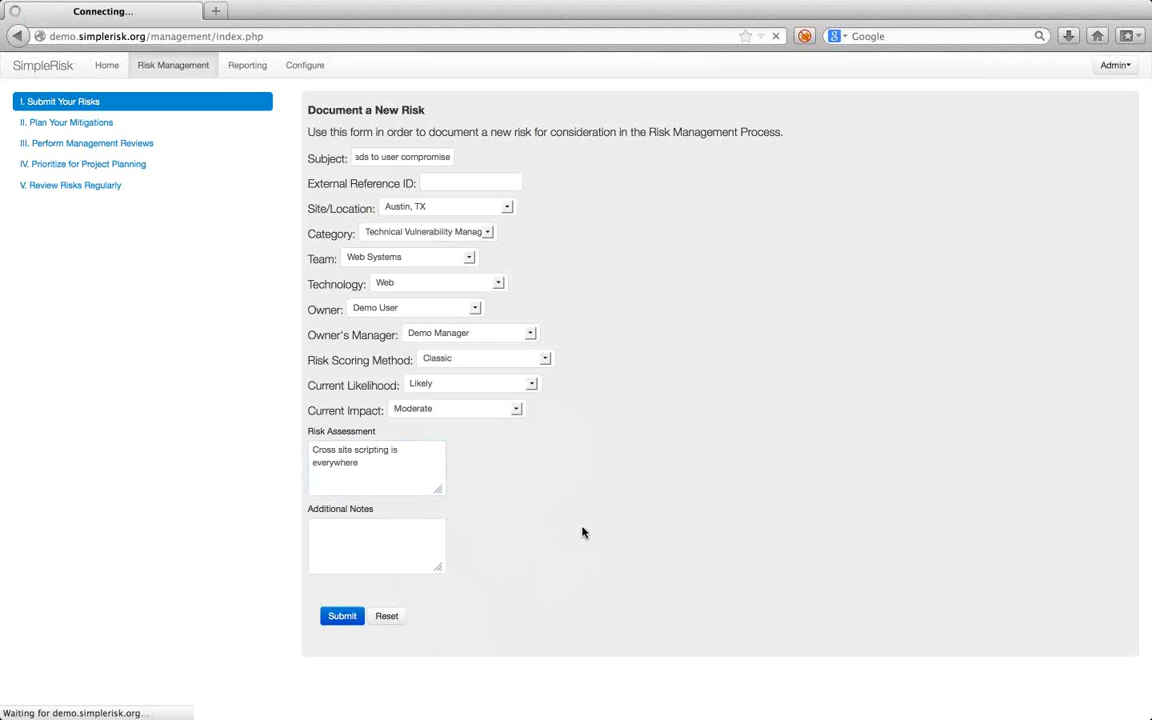 Connecting...
demo.simplerisk.org/management/index.php
Google
SimpleRisk Home Risk Management Reporting Configure Admin
I. Submit Your Risks
II. Plan Your Mitigations
III. Perform Management Reviews
IV. Prioritize for Project Planning
V. Review Risks Regularly
Document a New Risk
Use this form in order to document a new risk for consideration in the Risk Management Process.
Subject: ads to user compromise
External Reference ID:
Site/Location: Austin, TX
Category: Technical Vulnerability Manag
Team: Web Systems
Technology: Web
Owner: Demo User
Owner's Manager: Demo Manager
Risk Scoring Method: Classic
Current Likelihood: Likely
Current Impact: Moderate
Risk Assessment
Cross site scripting is
everywhere
Additional Notes
Submit Reset
Waiting for demo.simplerisk.org...